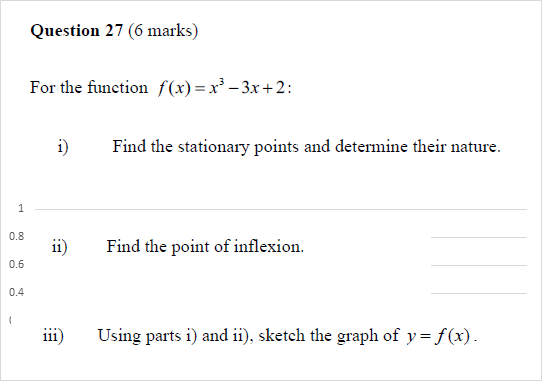 Question 27 (6 marks)
For the function f(x) = x³ – 3x + 2:
i) Find the stationary points and determine their nature.
1
0.8
ii) Find the point of inflexion.
0.6
0.4
iii) Using parts i) and ii), sketch the graph of y = f(x).